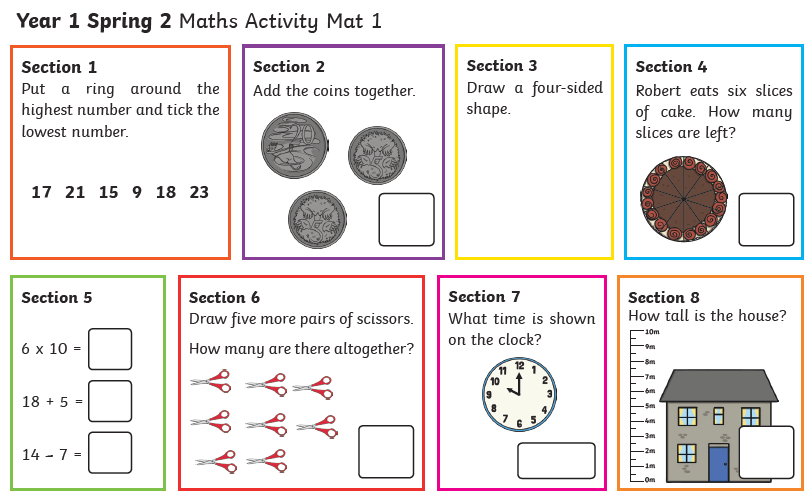 Year 1 Spring 2 Maths Activity Mat 1
Section 1
Put a ring around the
highest number and tick the
lowest number.
17 21 15 9 18 23
Section 2
Add the coins together.
20
5
5
Section 3
Draw a four-sided
shape.
Section 4
Robert eats six slices
of cake. How many
slices are left?
Section 5
6 x 10 =
18 + 5 =
14 - 7 =
Section 6
Draw five more pairs of scissors.
How many are there altogether?
Section 7
What time is shown
on the clock?
12
11 1
10 2
9 3
8 4
7 5
6
Section 8
How tall is the house?
10m
9m
8m
7m
6m
5m
4m
3m
2m
1m
0m